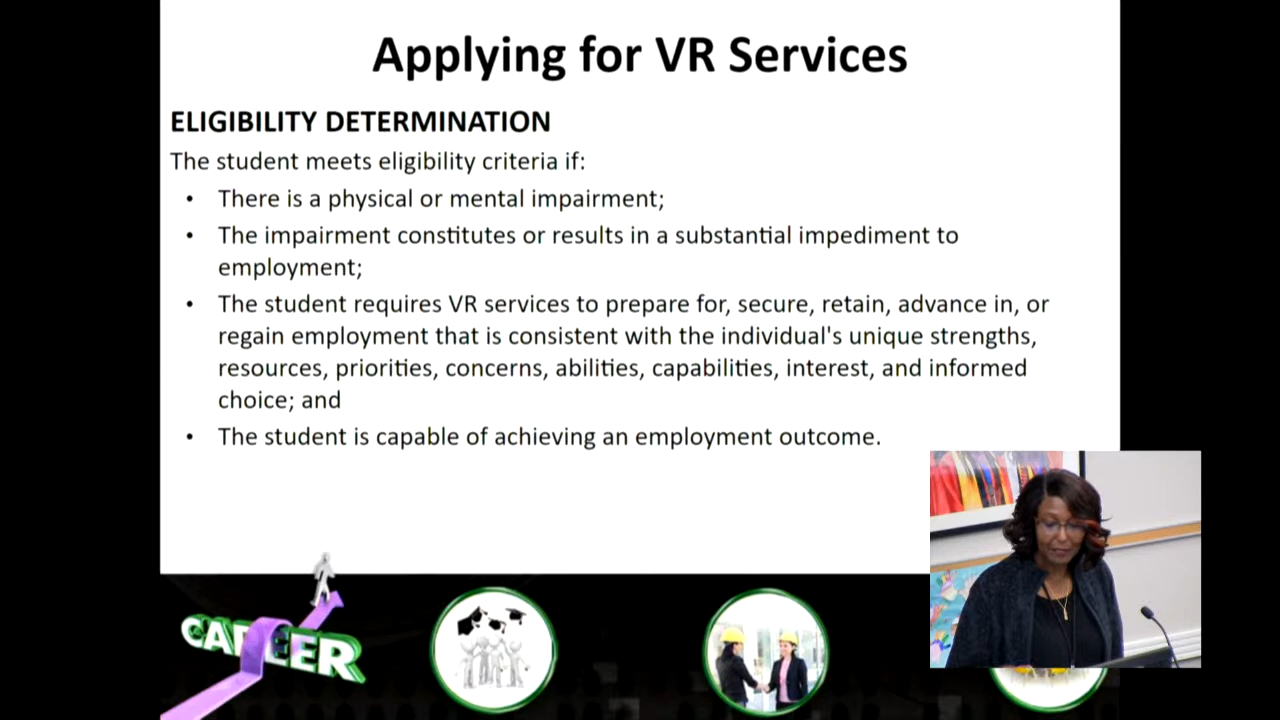 Applying for VR Services
ELIGIBILITY DETERMINATION
The student meets eligibility criteria if:
• There is a physical or mental impairment;
• The impairment constitutes or results in a substantial impediment to
employment;
• The student requires VR services to prepare for, secure, retain, advance in, or
regain employment that is consistent with the individual's unique strengths,
resources, priorities, concerns, abilities, capabilities, interest, and informed
choice; and
• The student is capable of achieving an employment outcome.
CAREER